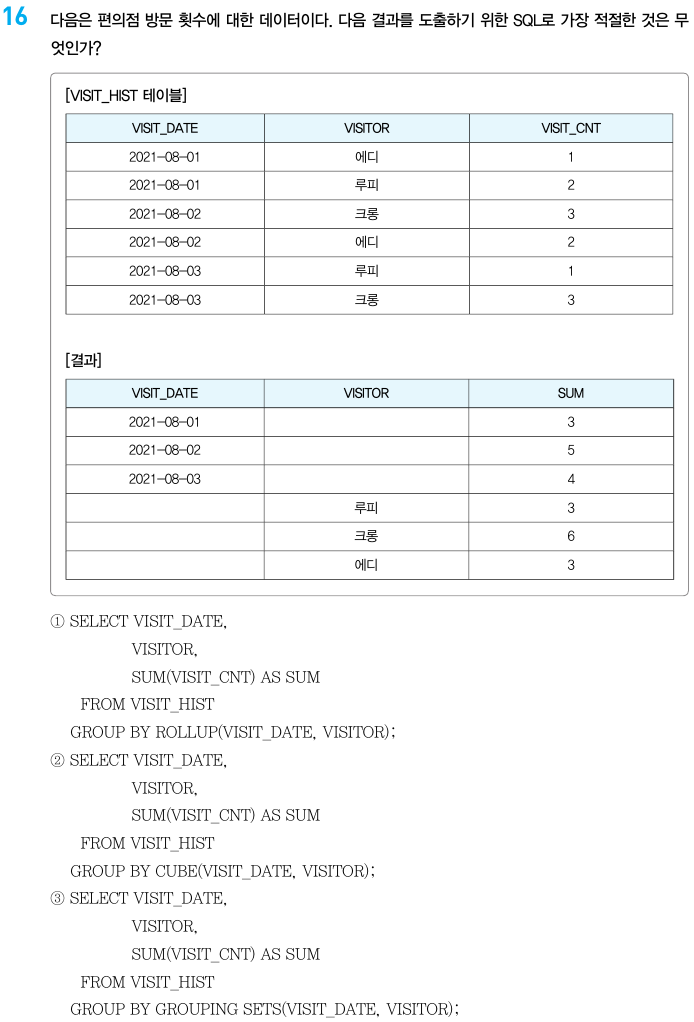 16 다음은 편의점 방문 횟수에 대한 데이터이다. 다음 결과를 도출하기 위한 SQL로 가장 적절한 것은 무
엇인가?
[VISIT_HIST 테이블]
VISIT_DATE VISITOR VISIT_CNT
2021-08-01 에디 1
2021-08-01 루피 2
2021-08-02 크롱 3
2021-08-02 에디 2
2021-08-03 루피 1
2021-08-03 크롱 3
[결과]
VISIT_DATE VISITOR SUM
2021-08-01 3
2021-08-02 5
2021-08-03 4
루피 3
크롱 6
에디 3
① SELECT VISIT_DATE,
VISITOR,
SUM(VISIT_CNT) AS SUM
FROM VISIT_HIST
GROUP BY ROLLUP(VISIT_DATE, VISITOR);
② SELECT VISIT_DATE,
VISITOR,
SUM(VISIT_CNT) AS SUM
FROM VISIT_HIST
GROUP BY CUBE(VISIT_DATE, VISITOR);
③ SELECT VISIT_DATE,
VISITOR,
SUM(VISIT_CNT) AS SUM
FROM VISIT_HIST
GROUP BY GROUPING SETS(VISIT_DATE, VISITOR);